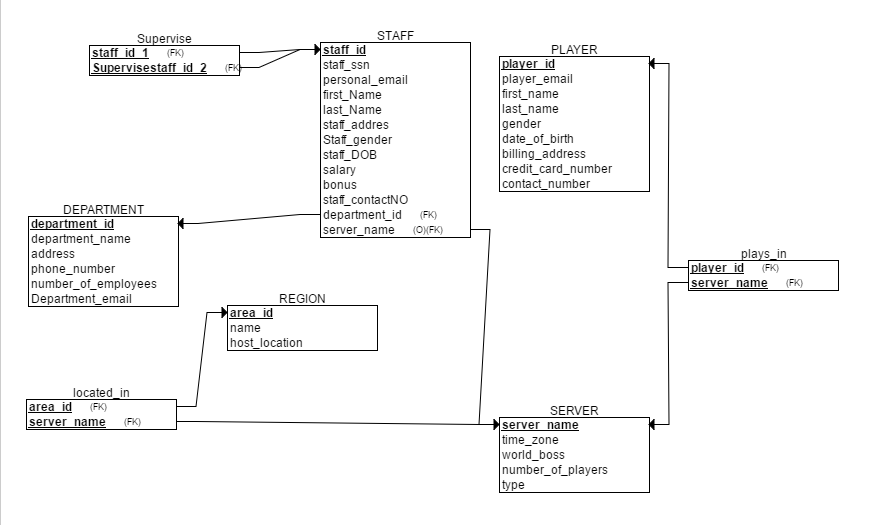 Supervise
staff_id_1 (FK)
Supervisestaff_id_2 (FK)
STAFF
staff_id
staff_ssn
personal_email
first_Name
last_Name
staff_addres
Staff_gender
staff_DOB
salary
bonus
staff_contactNO
department_id (FK)
server_name (O)(FK)
PLAYER
player_id
player_email
first_name
last_name
gender
date_of_birth
billing_address
credit_card_number
contact_number
DEPARTMENT
department_id
department_name
address
phone_number
number_of_employees
Department_email
plays_in
player_id (FK)
server_name (FK)
REGION
area_id
name
host_location
located_in
area_id (FK)
server_name (FK)
SERVER
server_name
time_zone
world_boss
number_of_players
type